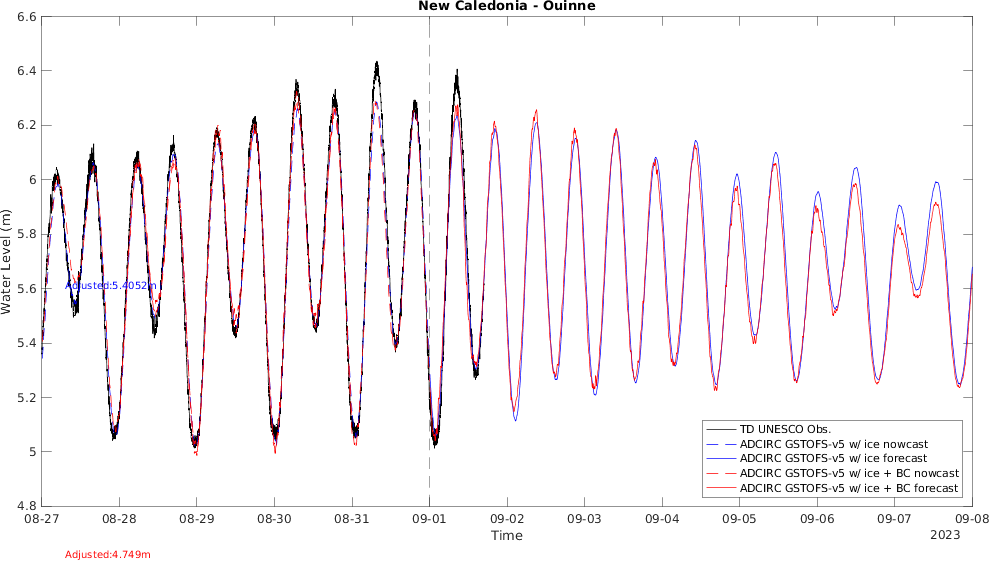 New Caledonia - Ouinne
6.6
6.4
6.2
6
5.8
5.6
5.4
5.2
5
4.8
Water Level (m)
Adjusted:5.4052m
TD UNESCO Obs.
ADCIRC GSTOFS-v5 w/ ice nowcast
ADCIRC GSTOFS-v5 w/ ice forecast
ADCIRC GSTOFS-v5 w/ ice + BC nowcast
ADCIRC GSTOFS-v5 w/ ice + BC forecast
08-27 08-28 08-29 08-30 08-31 09-01 09-02 09-03 09-04 09-05 09-06 09-07 09-08
Time
2023
Adjusted:4.749m